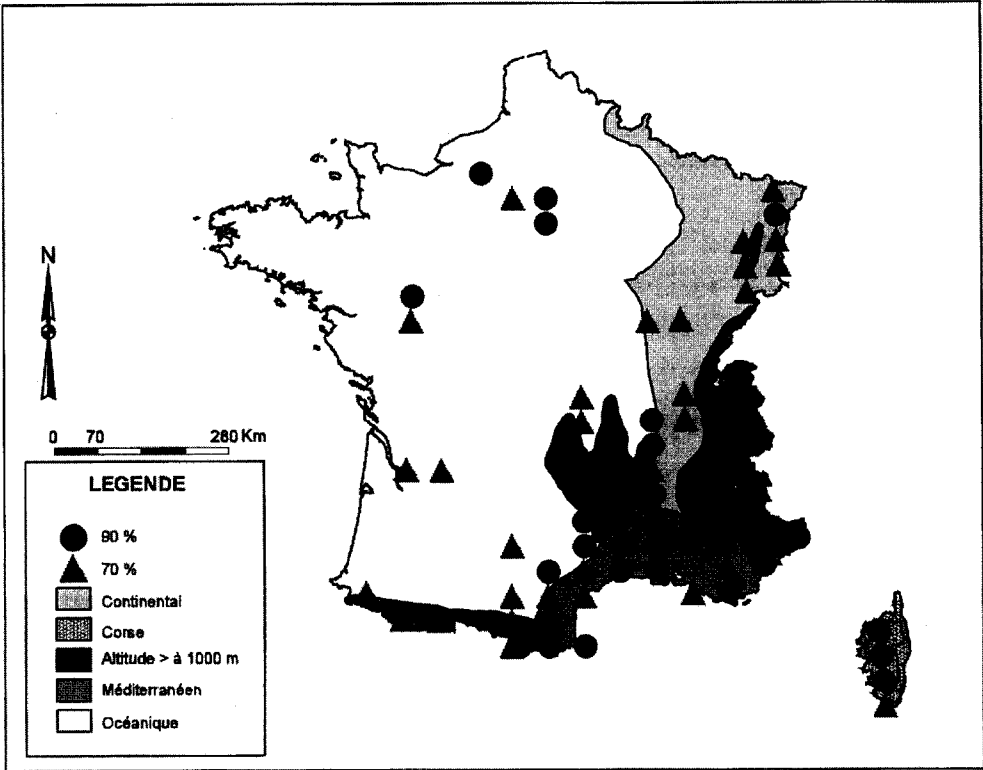 N
0 70 280 Km
LEGENDE
90 %
70 %
Continental
Corse
Altitude > à 1000 m
Méditerranéen
Océanique